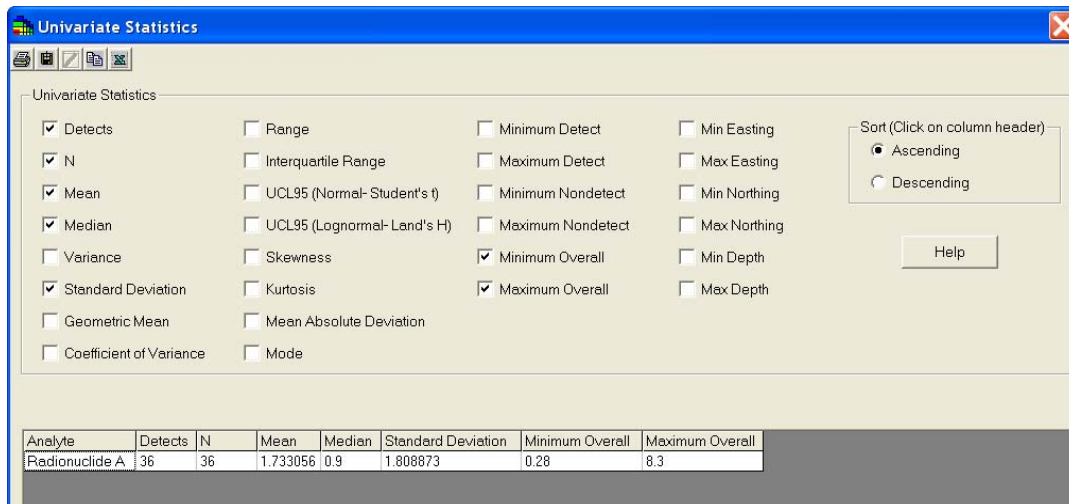 Univariate Statistics
Univariate Statistics
Detects
N
Mean
Median
Variance
Standard Deviation
Geometric Mean
Coefficient of Variance
Range
Interquartile Range
UCL95 (Normal- Student's t)
UCL95 (Lognormal- Land's H)
Skewness
Kurtosis
Mean Absolute Deviation
Mode
Minimum Detect
Maximum Detect
Minimum Nondetect
Maximum Nondetect
Minimum Overall
Maximum Overall
Min Easting
Max Easting
Min Northing
Max Northing
Min Depth
Max Depth
Sort (Click on column header)
Ascending
Descending
Help
Analyte Detects N Mean Median Standard Deviation Minimum Overall Maximum Overall
Radionuclide A 36 36 1.733056 0.9 1.808873 0.28 8.3